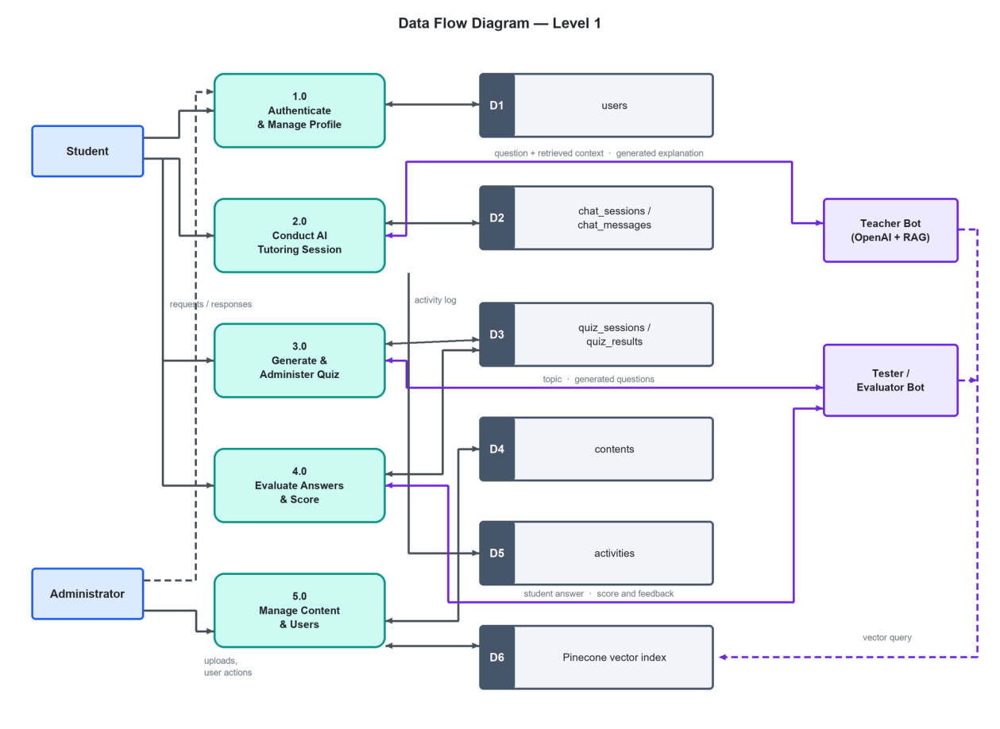 Data Flow Diagram — Level 1
1.0
Authenticate
& Manage Profile
D1
users
Student
question + retrieved context · generated explanation
2.0
Conduct AI
Tutoring Session
D2
chat_sessions /
chat_messages
Teacher Bot
(OpenAI + RAG)
requests / responses
activity log
3.0
Generate &
Administer Quiz
D3
quiz_sessions /
quiz_results
topic · generated questions
Tester /
Evaluator Bot
4.0
Evaluate Answers
& Score
D4
contents
D5
activities
Administrator
student answer · score and feedback
5.0
Manage Content
& Users
uploads,
user actions
D6
Pinecone vector index
vector query